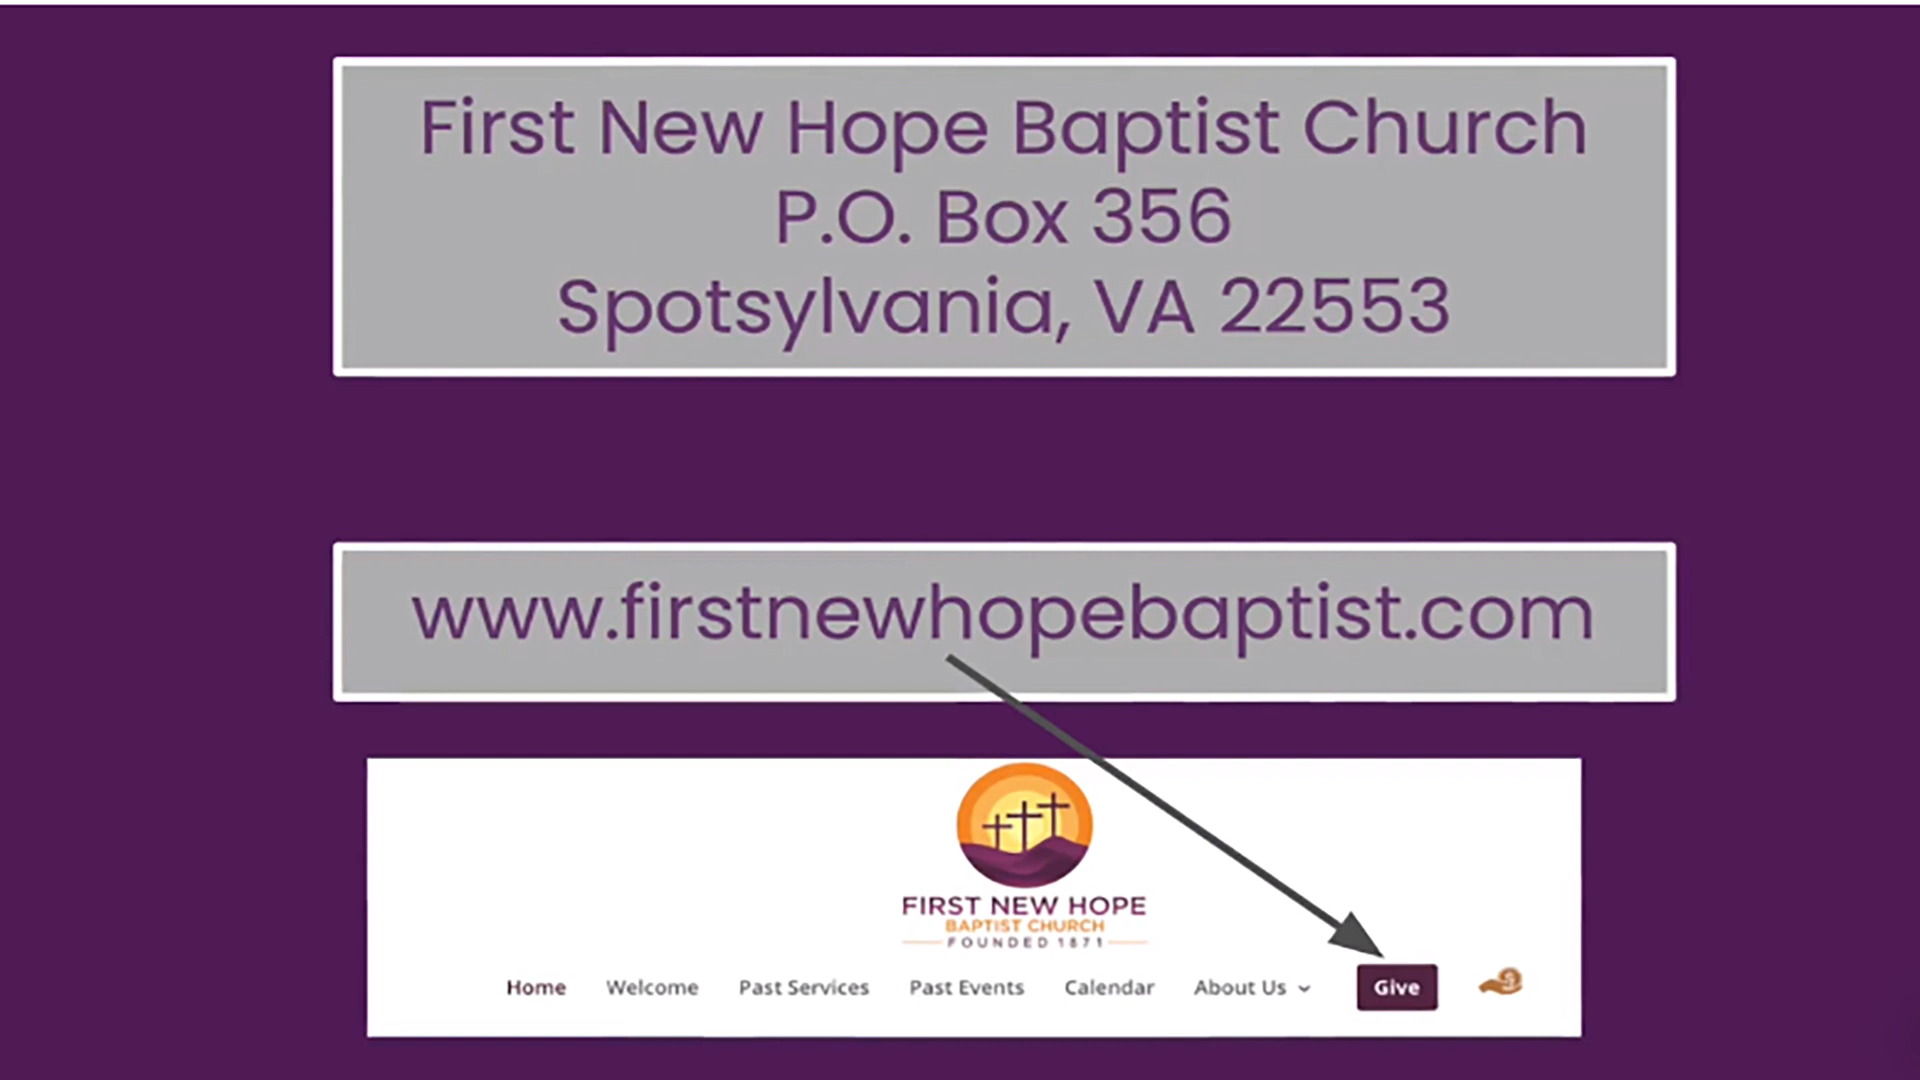 First New Hope Baptist Church
P.O. Box 356
Spotsylvania, VA 22553
www.firstnewhopebaptist.com
FIRST NEW HOPE
BAPTIST CHURCH
FOUNDED 1871
Home Welcome Past Services Past Events Calendar About Us Give